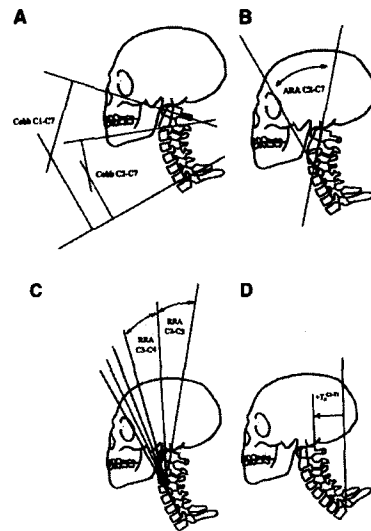 A
B
Cobb C1-C7
ARA C2-C7
Cobb C2-C7
C
D
RRA
C2-C3
RRA
C3-C4